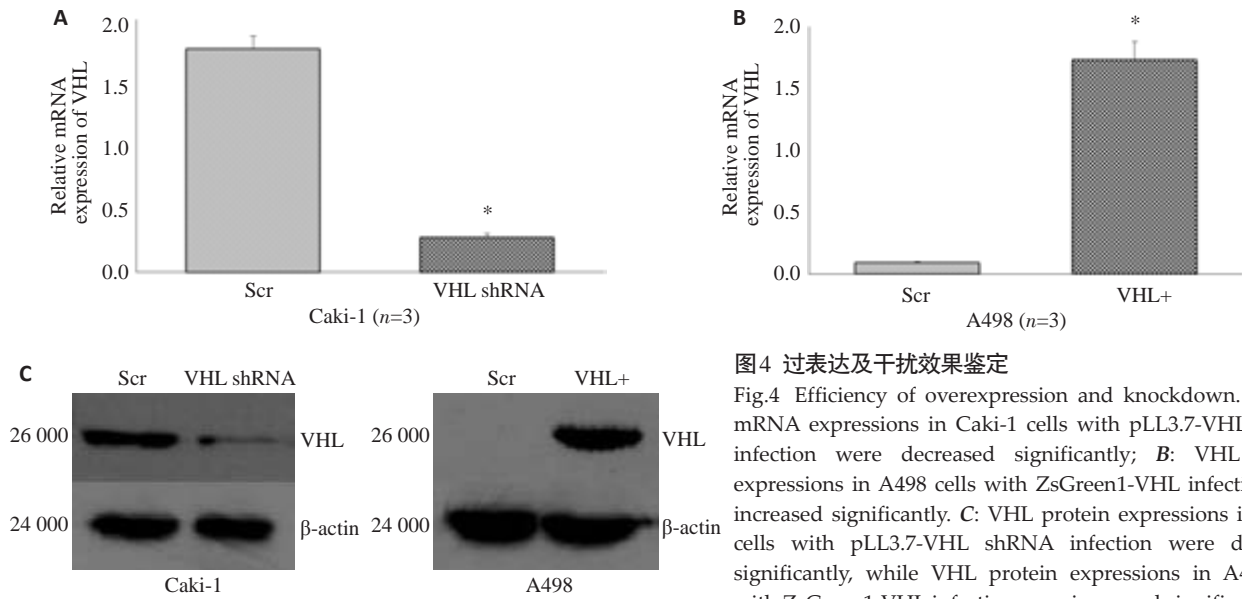 A
2.0
1.5
1.0
0.5
0.0
Relative mRNA
expression of VHL
*
Scr VHL shRNA
Caki-1 (n=3)
B
2.0
1.5
1.0
0.5
0.0
Relative mRNA
expression of VHL
*
Scr VHL+
A498 (n=3)
C
Scr VHL shRNA
26 000 VHL
24 000 β-actin
Caki-1
Scr VHL+
26 000 VHL
24 000 β-actin
A498
图4 过表达及干扰效果鉴定
Fig.4 Efficiency of overexpression and knockdown.
mRNA expressions in Caki-1 cells with pLL3.7-VHL
infection were decreased significantly; B: VHL
expressions in A498 cells with ZsGreen1-VHL infecti
increased significantly. C: VHL protein expressions i
cells with pLL3.7-VHL shRNA infection were d
significantly, while VHL protein expressions in A4